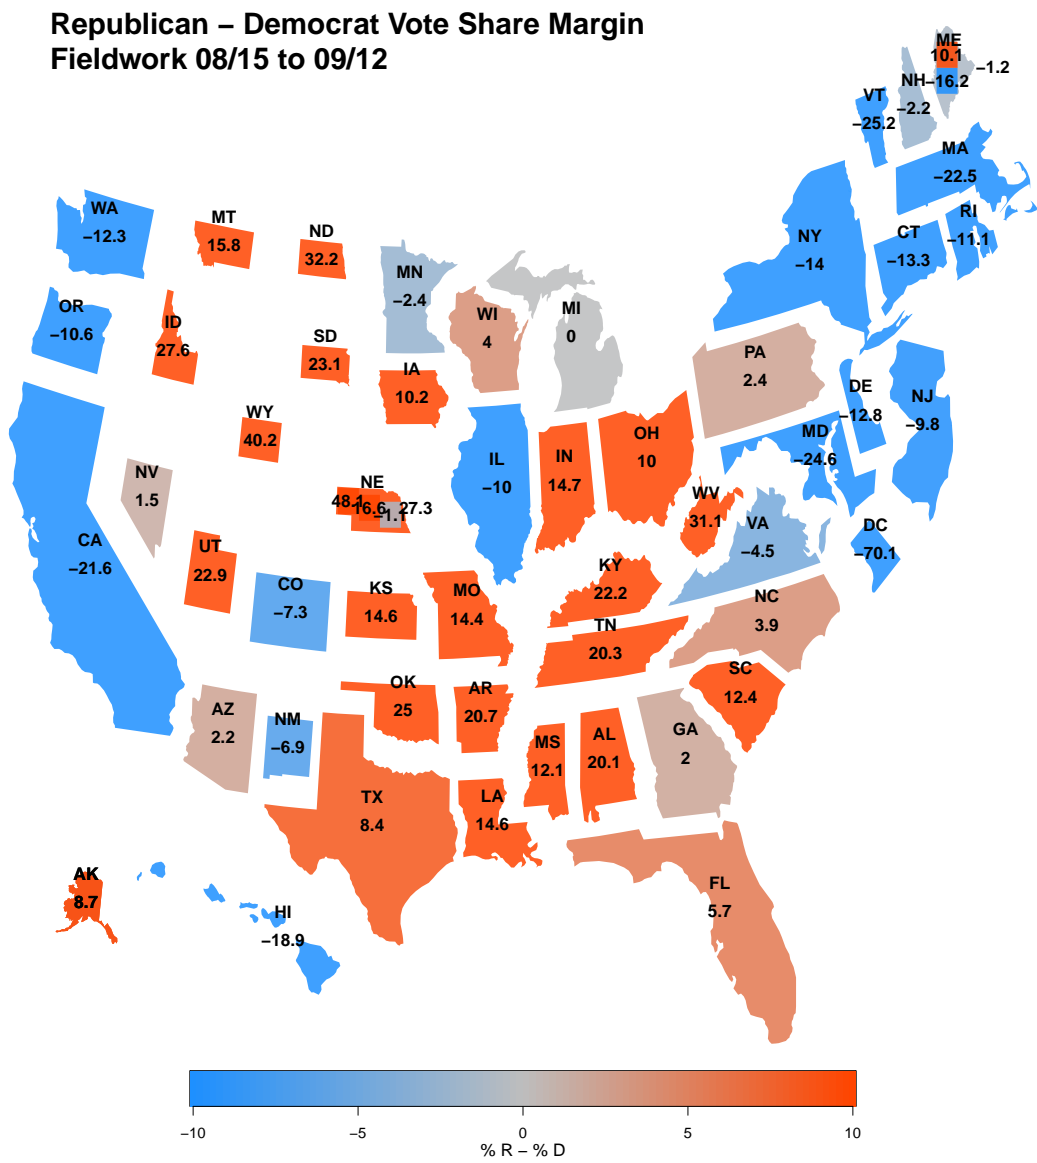 Republican – Democrat Vote Share Margin
Fieldwork 08/15 to 09/12
ME
10.1
−1.2
−16.2
NH
−2.2
VT
−25.2
MA
−22.5
WA
−12.3
MT
15.8
ND
32.2
MN
−2.4
NY
−14
CT
−13.3
RI
−11.1
OR
−10.6
ID
27.6
SD
23.1
WI
4
MI
0
IA
10.2
PA
2.4
DE
−12.8
NJ
−9.8
WY
40.2
MD
−24.6
NV
1.5
NE
48.1
16.6
−1.1
27.3
IL
−10
IN
14.7
OH
10
WV
31.1
VA
−4.5
DC
−70.1
CA
−21.6
UT
22.9
CO
−7.3
KS
14.6
MO
14.4
KY
22.2
NC
3.9
TN
20.3
SC
12.4
OK
25
AR
20.7
AZ
2.2
NM
−6.9
MS
12.1
AL
20.1
GA
2
TX
8.4
LA
14.6
AK
8.7
HI
−18.9
FL
5.7
−10
−5
0
5
10
% R − % D